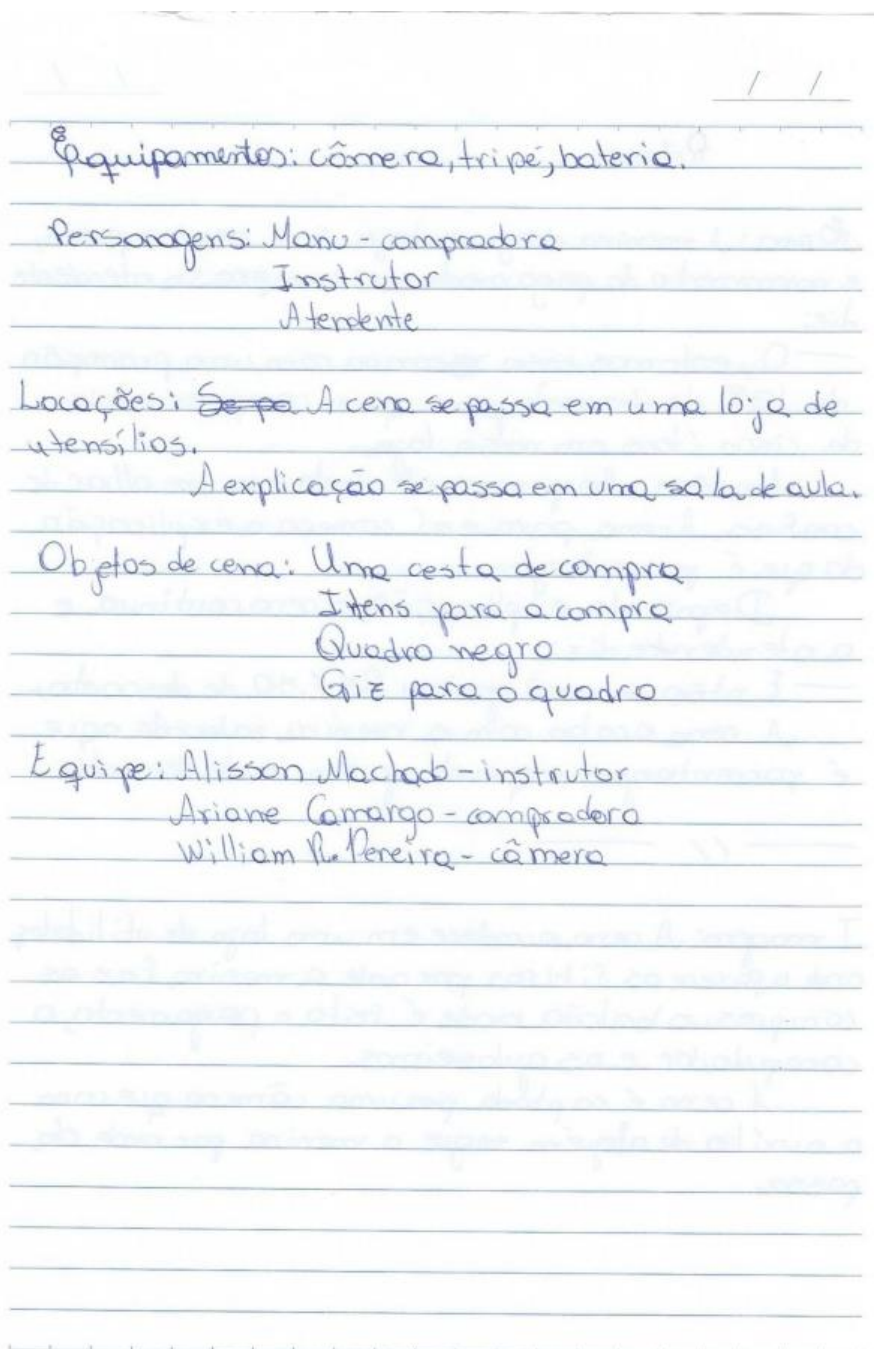 / /
Equipamentos: câmera, tripé, bateria.
Personagens: Manu - compradora
Instrutor
Atendente
Locações: Se pa A cena se passa em uma loja de
utensílios.
A explicação se passa em uma sala de aula.
Objetos de cena: Uma cesta de compra
Itens para a compra
Quadro negro
Giz para o quadro
Equipe: Alisson Machado - instrutor
Ariane Camargo - compradora
William R. Pereira - câmera